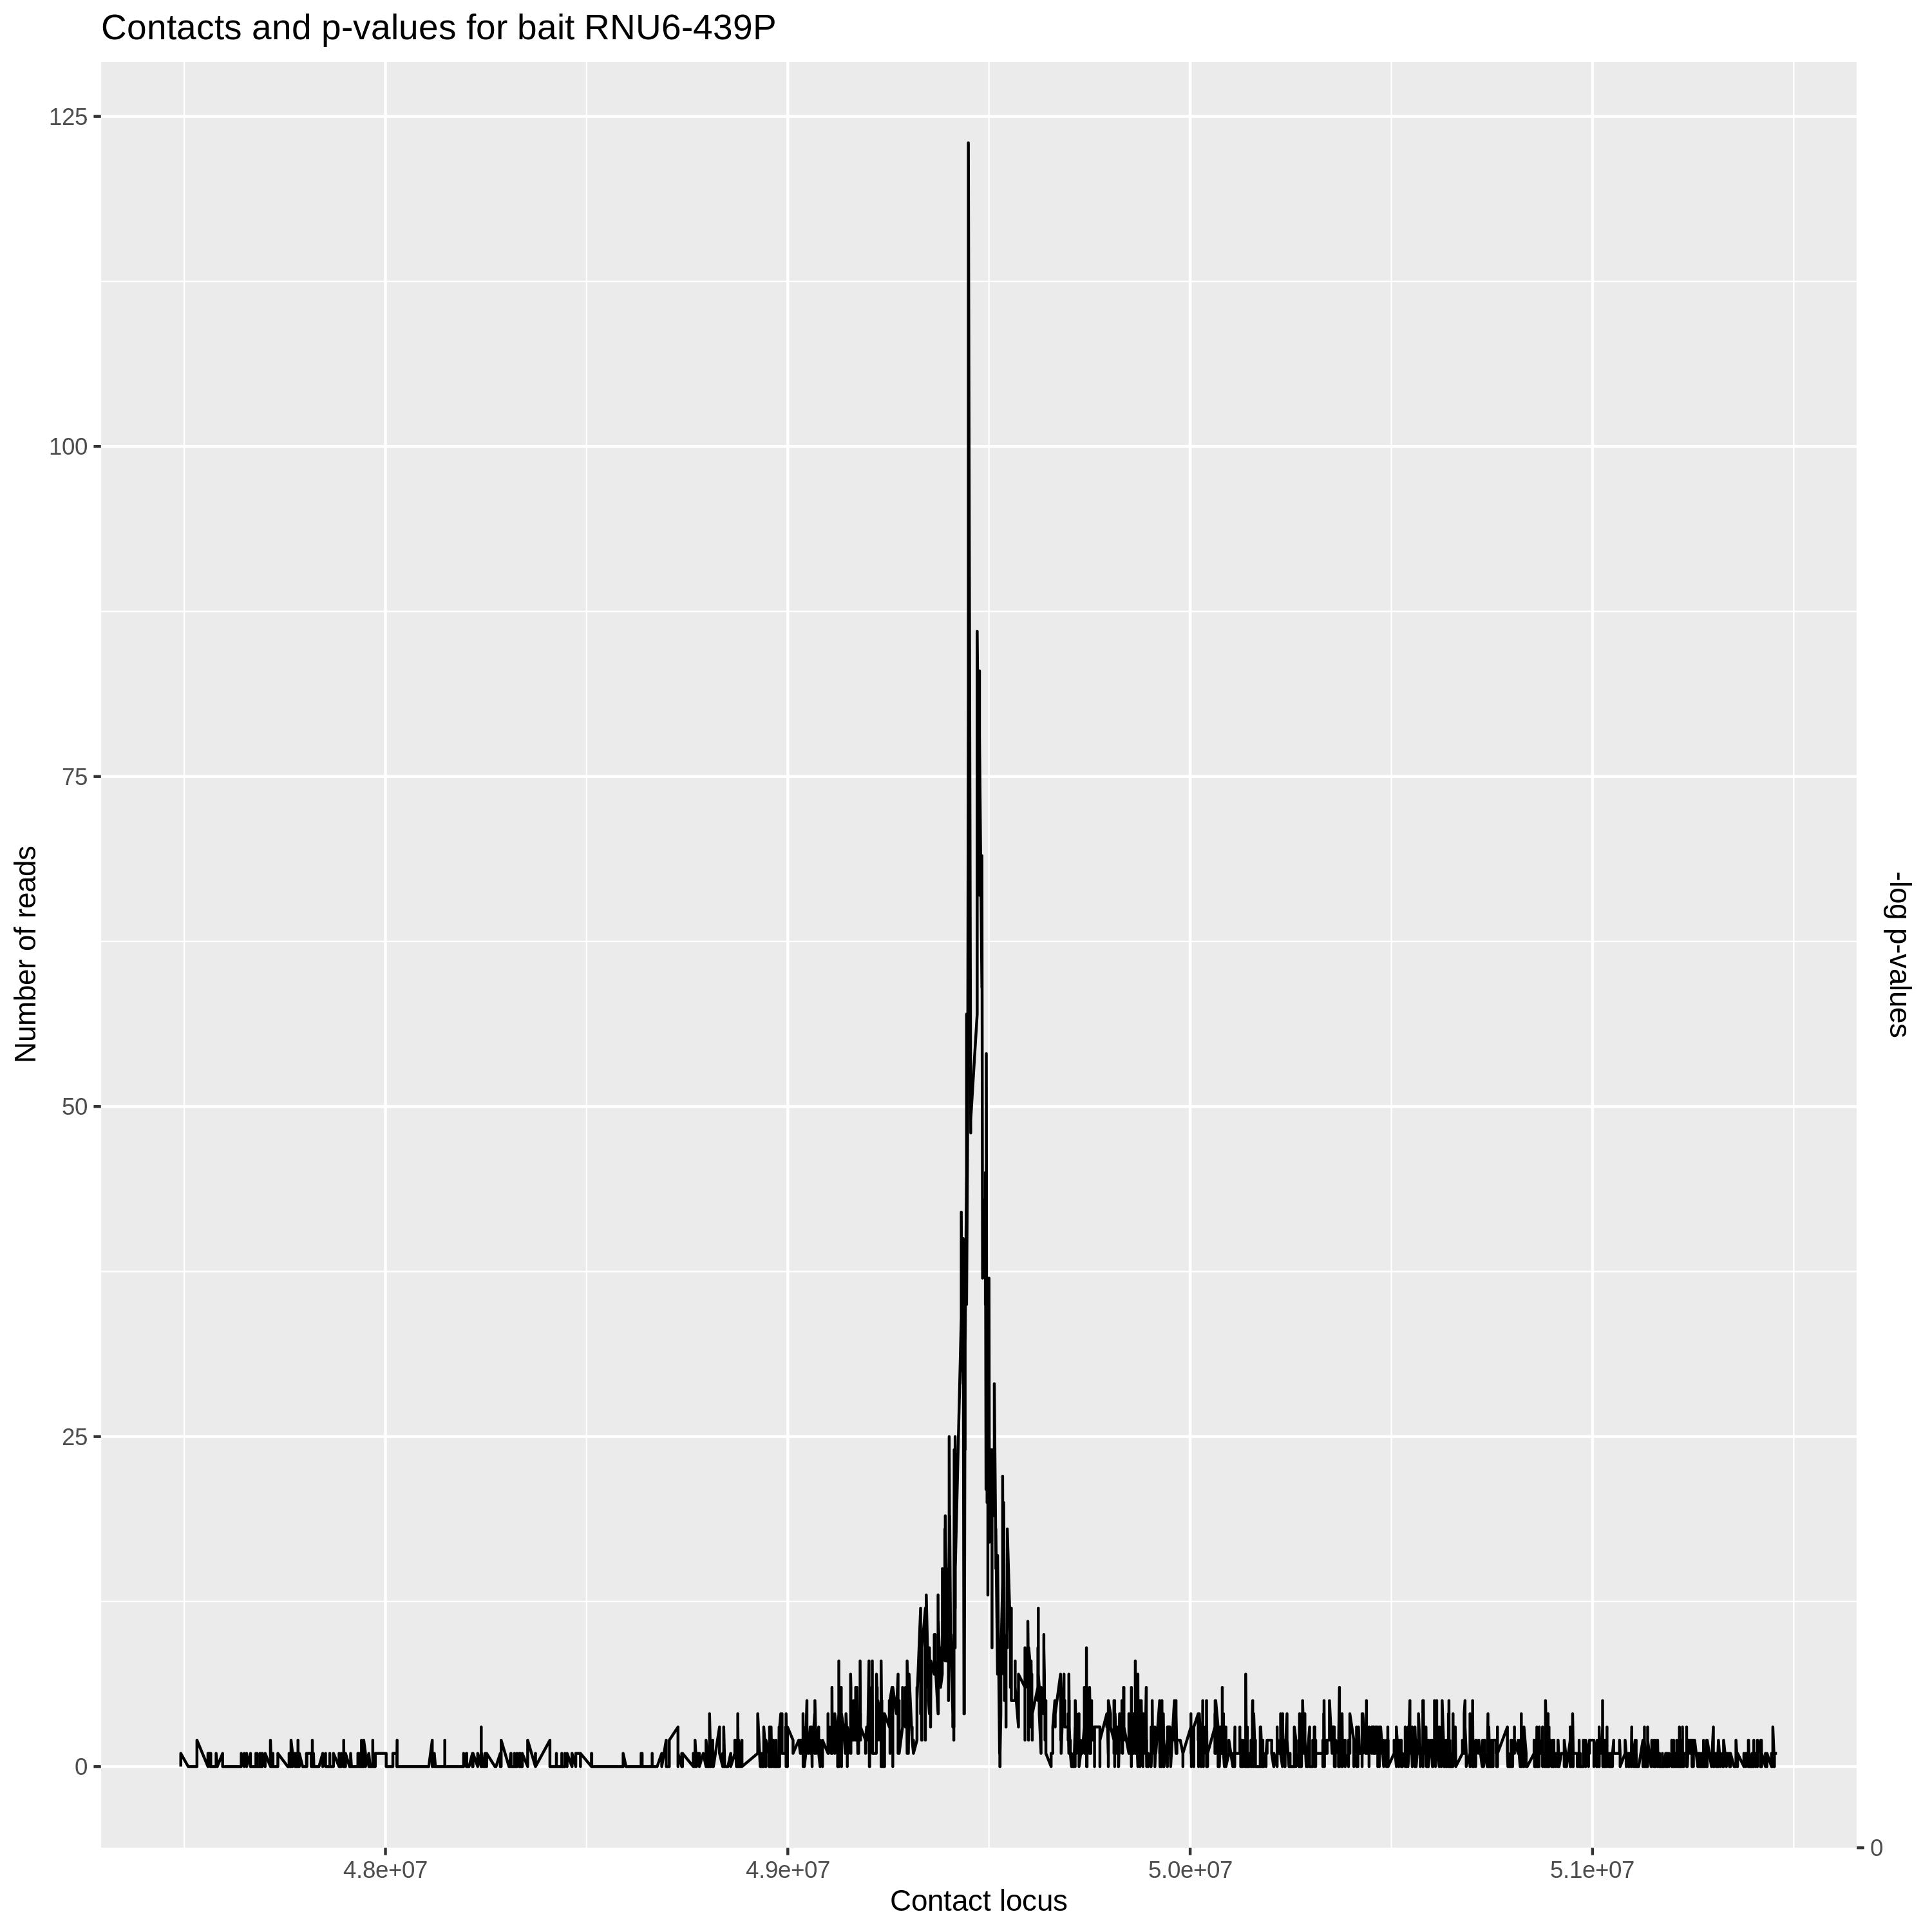 Contacts and p-values for bait RNU6-439P
125
100
75
50
25
0
Number of reads
-log p-values
0
4.8e+07
4.9e+07
5.0e+07
5.1e+07
Contact locus